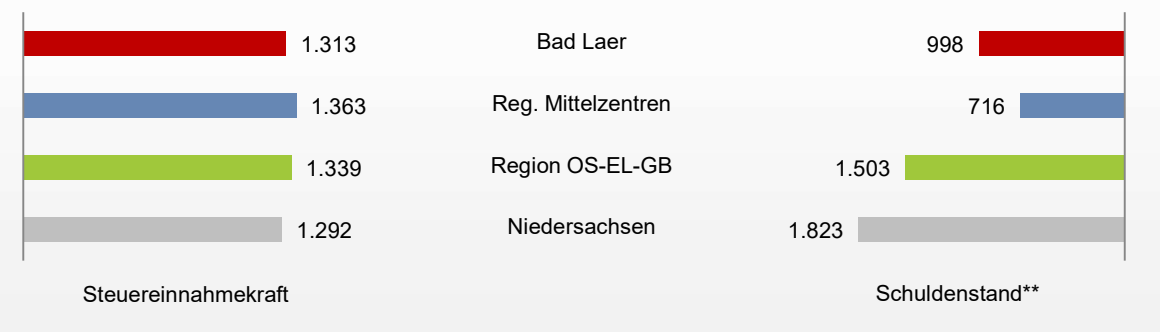 1.313 Bad Laer 998
1.363 Reg. Mittelzentren 716
1.339 Region OS-EL-GB 1.503
1.292 Niedersachsen 1.823
Steuereinnahmekraft Schuldenstand**